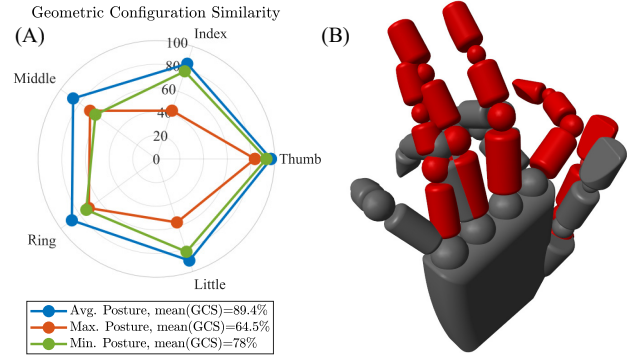 Geometric Configuration Similarity
(A)
(B)
100
Index
80
Middle
60
40
20
0
Thumb
Ring
Little
Avg. Posture, mean(GCS)=89.4%
Max. Posture, mean(GCS)=64.5%
Min. Posture, mean(GCS)=78%